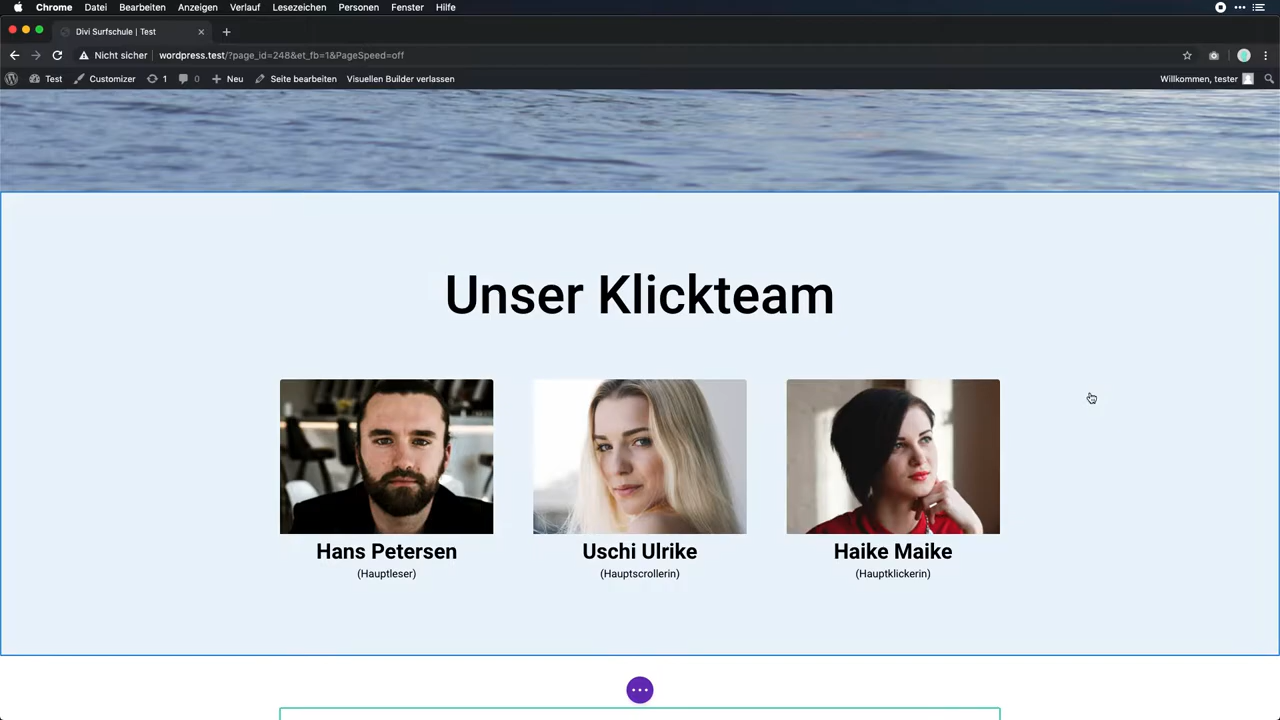 Chrome Datei Bearbeiten Anzeigen Verlauf Lesezeichen Personen Fenster Hilfe
Divi Surfschule | Test
Nicht sicher wordpress.test/?page_id=248&et_fb=1&PageSpeed=off
Test Customizer 1 0 Neu Seite bearbeiten Visuellen Builder verlassen Willkommen, tester
Unser Klickteam
Hans Petersen Uschi Ulrike Haike Maike
(Hauptleser) (Hauptscrollerin) (Hauptklickerin)